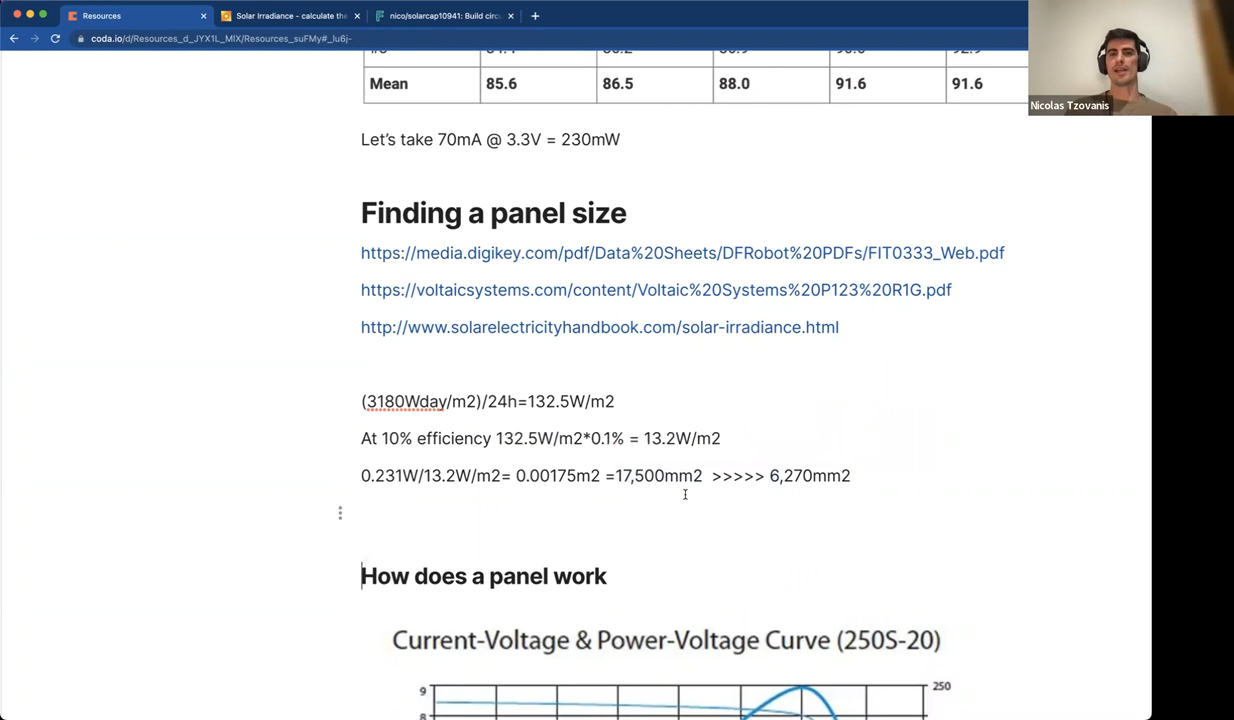 Resources
Solar Irradiance - calculate the
nico/solarcap10941: Build circu
coda.io/d/Resources_d_JYX1L_MlX/Resources_suFMy#_lu6j-
Nicolas Tzovanis
Mean 85.6 86.5 88.0 91.6 91.6
Let's take 70mA @ 3.3V = 230mW
Finding a panel size
https://media.digikey.com/pdf/Data%20Sheets/DFRobot%20PDFs/FIT0333_Web.pdf
https://voltaicsystems.com/content/Voltaic%20Systems%20P123%20R1G.pdf
http://www.solarelectricityhandbook.com/solar-irradiance.html
(3180Wday/m2)/24h=132.5W/m2
At 10% efficiency 132.5W/m2*0.1% = 13.2W/m2
0.231W/13.2W/m2= 0.00175m2 =17,500mm2 >>>>> 6,270mm2
How does a panel work
Current-Voltage & Power-Voltage Curve (250S-20)
9 250
8